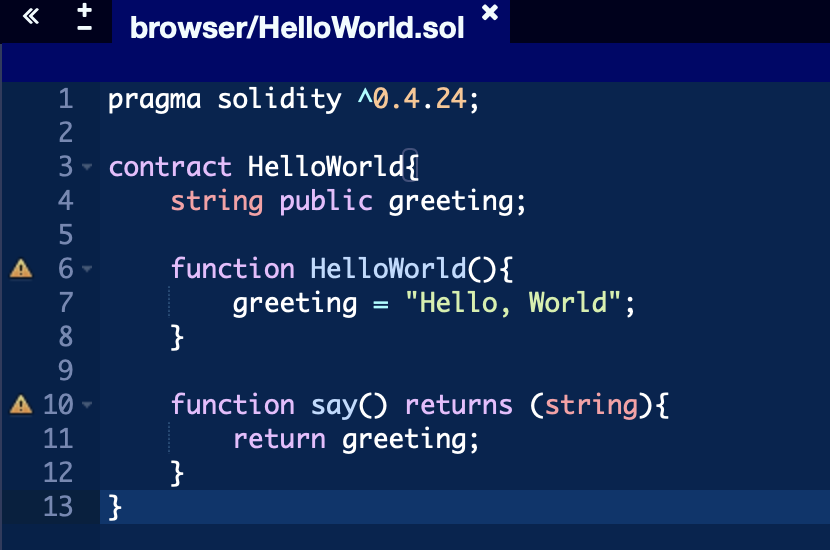 browser/HelloWorld.sol
1 pragma solidity ^0.4.24;
2
3 contract HelloWorld{
4     string public greeting;
5
6     function HelloWorld(){
7         greeting = "Hello, World";
8     }
9
10     function say() returns (string){
11         return greeting;
12     }
13 }